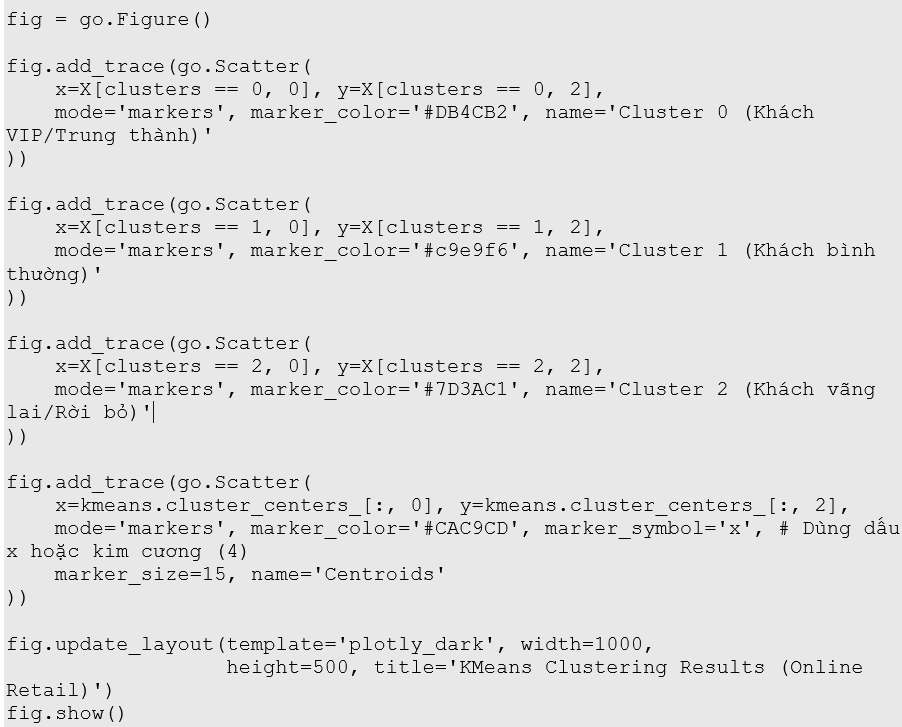 fig = go.Figure()

fig.add_trace(go.Scatter(
    x=X[clusters == 0, 0], y=X[clusters == 0, 2],
    mode='markers', marker_color='#DB4CB2', name='Cluster 0 (Khách
VIP/Trung thành)'
))

fig.add_trace(go.Scatter(
    x=X[clusters == 1, 0], y=X[clusters == 1, 2],
    mode='markers', marker_color='#c9e9f6', name='Cluster 1 (Khách bình
thường)'
))

fig.add_trace(go.Scatter(
    x=X[clusters == 2, 0], y=X[clusters == 2, 2],
    mode='markers', marker_color='#7D3AC1', name='Cluster 2 (Khách vãng
lai/Rời bỏ)'
))

fig.add_trace(go.Scatter(
    x=kmeans.cluster_centers_[:, 0], y=kmeans.cluster_centers_[:, 2],
    mode='markers', marker_color='#CAC9CD', marker_symbol='x', # Dùng dấu
x hoặc kim cương (4)
    marker_size=15, name='Centroids'
))

fig.update_layout(template='plotly_dark', width=1000,
                  height=500, title='KMeans Clustering Results (Online
Retail)')
fig.show()